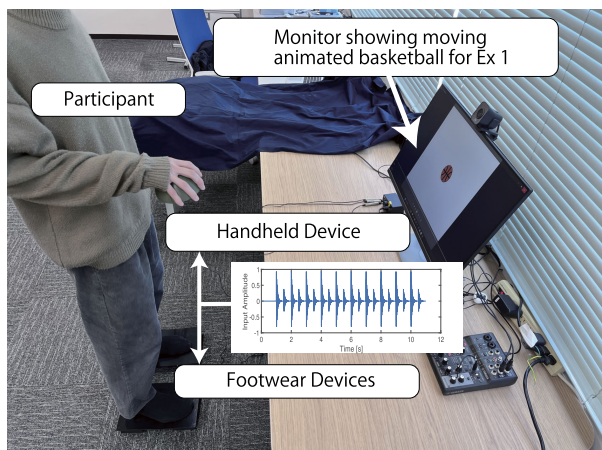 Monitor showing moving
animated basketball for Ex 1
Participant
Handheld Device
Input Amplitude
1
0.5
0
-0.5
-1
0 2 4 6 8 10 12
Time [s]
Footwear Devices